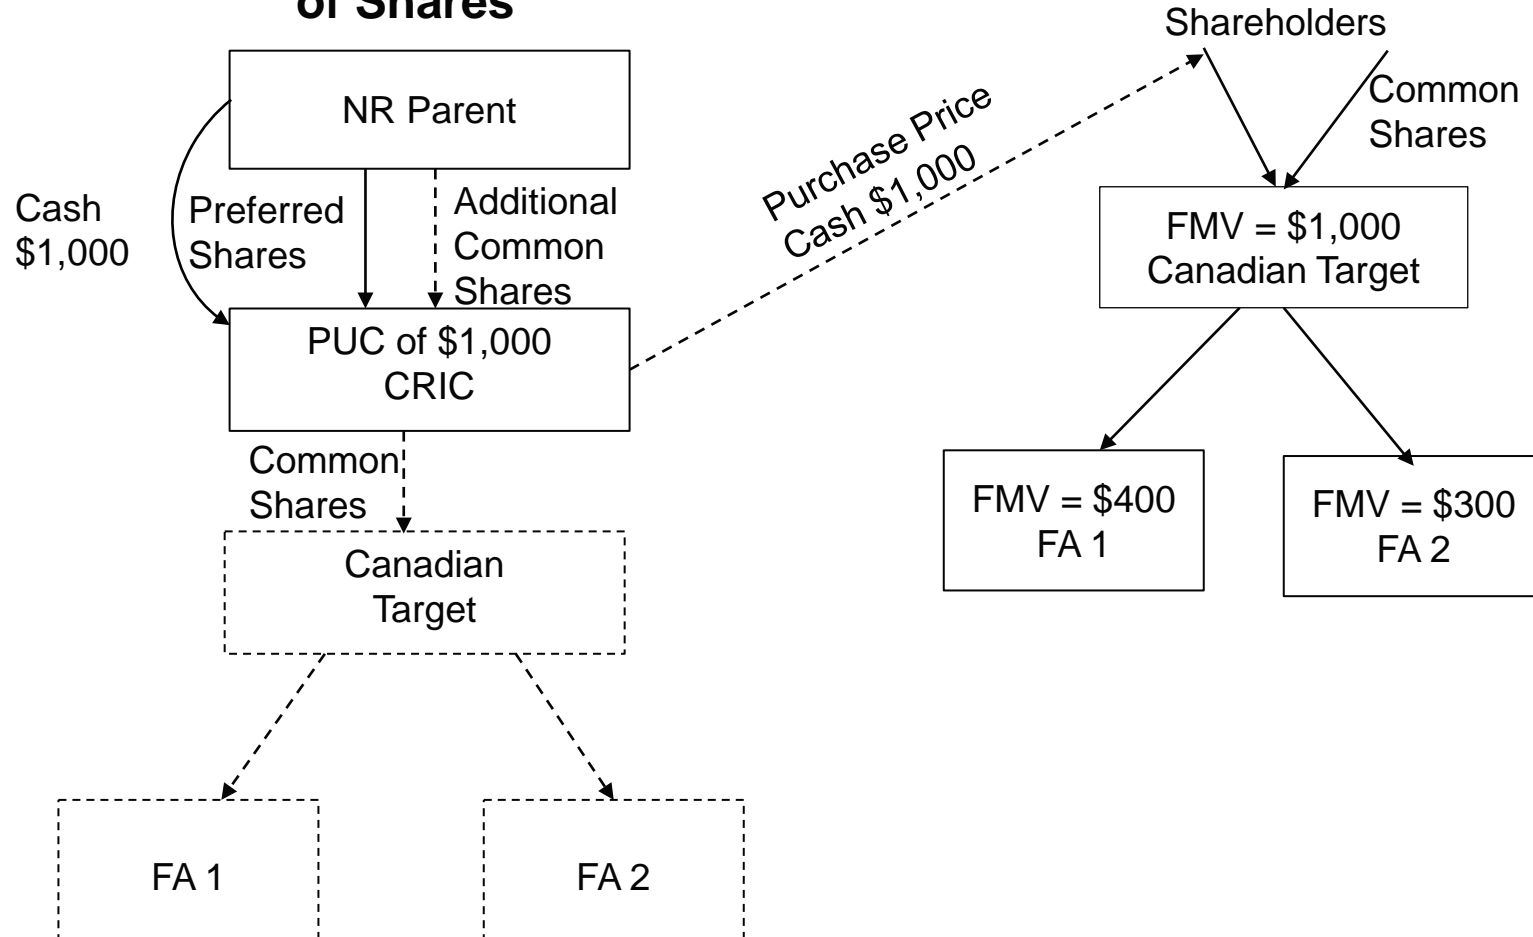 of Shares
Shareholders
NR Parent
Common
Shares
Purchase Price
Cash $1,000
Cash
$1,000
Preferred
Shares
Additional
Common
Shares
FMV = $1,000
Canadian Target
PUC of $1,000
CRIC
Common
Shares
FMV = $400
FA 1
FMV = $300
FA 2
Canadian
Target
FA 1
FA 2